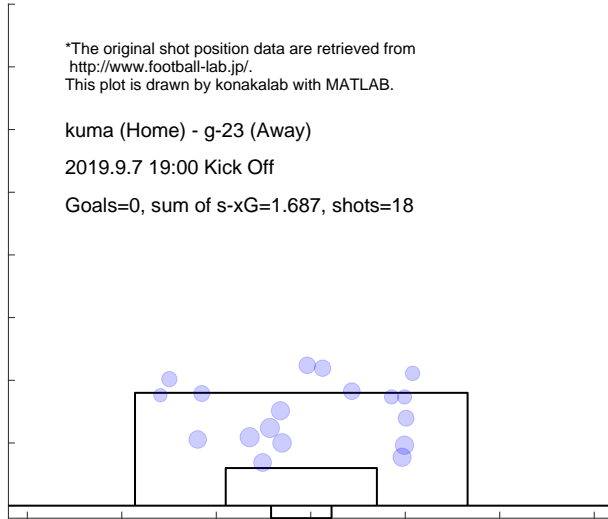 *The original shot position data are retrieved from
http://www.football-lab.jp/.
This plot is drawn by konakalab with MATLAB.
kuma (Home) - g-23 (Away)
2019.9.7 19:00 Kick Off
Goals=0, sum of s-xG=1.687, shots=18